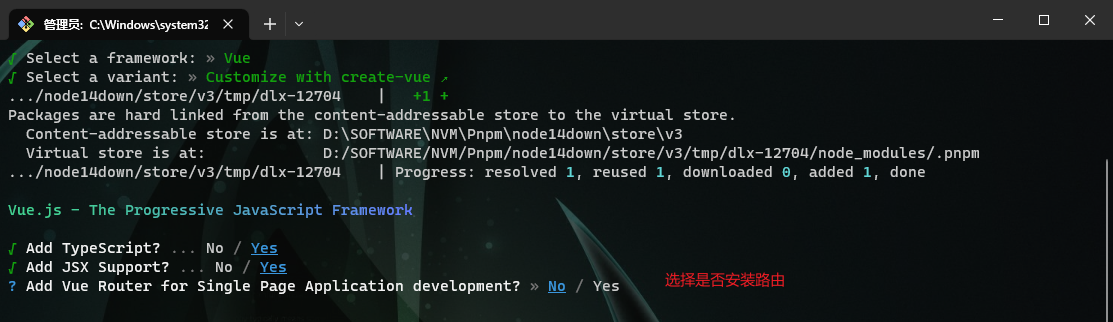 管理员: C:\Windows\system32
√ Select a framework: » Vue
√ Select a variant: » Customize with create-vue ↗
.../node14down/store/v3/tmp/dlx-12704    |   +1 +
Packages are hard linked from the content-addressable store to the virtual store.
  Content-addressable store is at: D:\SOFTWARE\NVM\Pnpm\node14down\store\v3
  Virtual store is at:             D:/SOFTWARE/NVM/Pnpm/node14down/store/v3/tmp/dlx-12704/node_modules/.pnpm
.../node14down/store/v3/tmp/dlx-12704    | Progress: resolved 1, reused 1, downloaded 0, added 1, done
Vue.js - The Progressive JavaScript Framework
√ Add TypeScript? ... No / Yes
√ Add JSX Support? ... No / Yes
? Add Vue Router for Single Page Application development? » No / Yes
选择是否安装路由